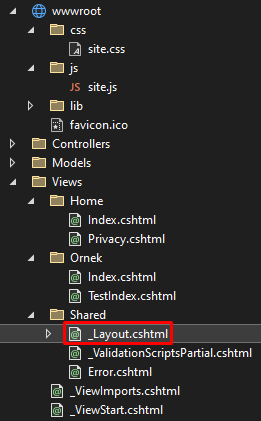 wwwroot
css
site.css
js
JS site.js
lib
favicon.ico
Controllers
Models
Views
Home
@ Index.cshtml
@ Privacy.cshtml
Ornek
@ Index.cshtml
@ TestIndex.cshtml
Shared
@ _Layout.cshtml
@ _ValidationScriptsPartial.cshtml
@ Error.cshtml
@ _ViewImports.cshtml
@ _ViewStart.cshtml